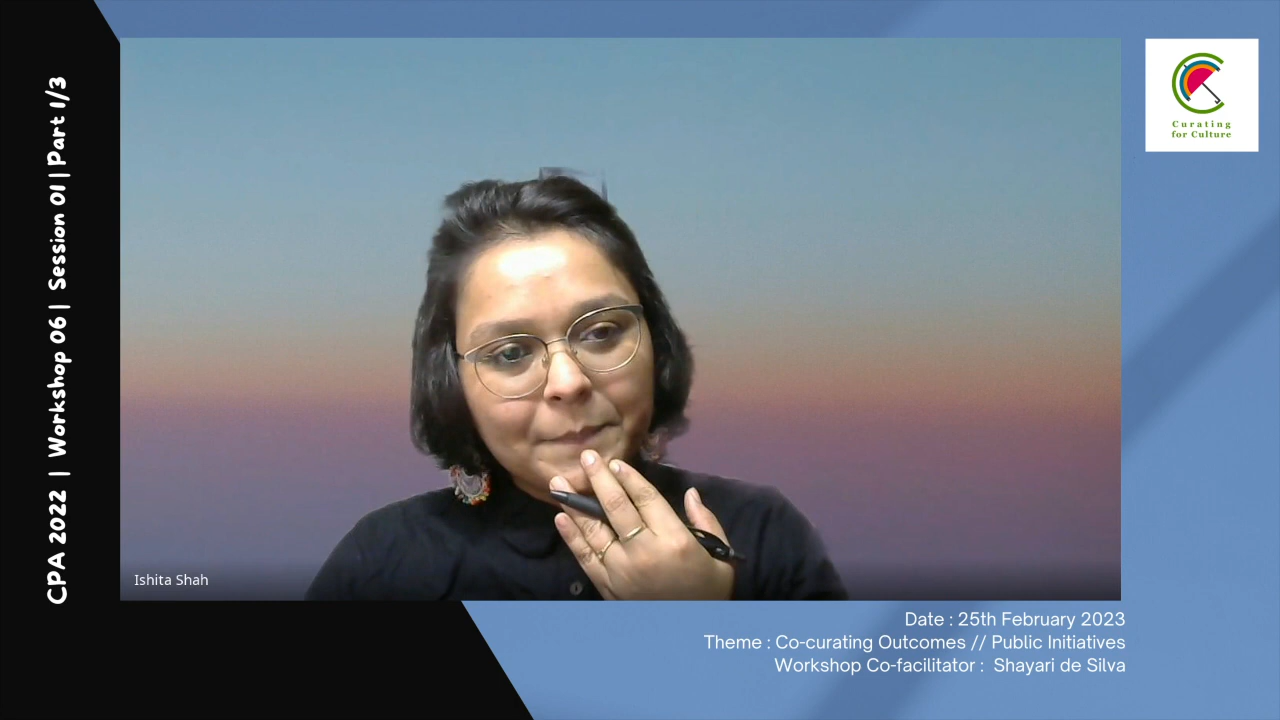 CPA 2022 | Workshop 06 | Session 01 | Part 1/3
Curating
for Culture
Ishita Shah
Date : 25th February 2023
Theme : Co-curating Outcomes // Public Initiatives
Workshop Co-facilitator : Shayari de Silva